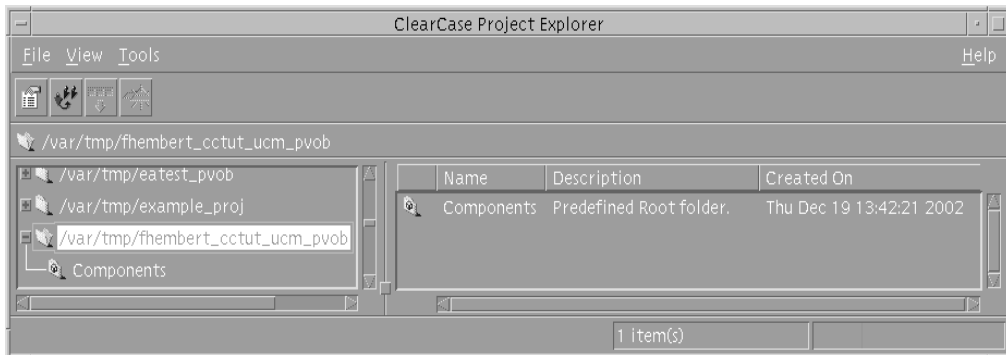 ClearCase Project Explorer
File View Tools Help
/var/tmp/fhembert_cctut_ucm_pvob
/var/tmp/eatest_pvob
/var/tmp/example_proj
/var/tmp/fhembert_cctut_ucm_pvob
Components
Name Description Created On
Components Predefined Root folder. Thu Dec 19 13:42:21 2002
1 item(s)